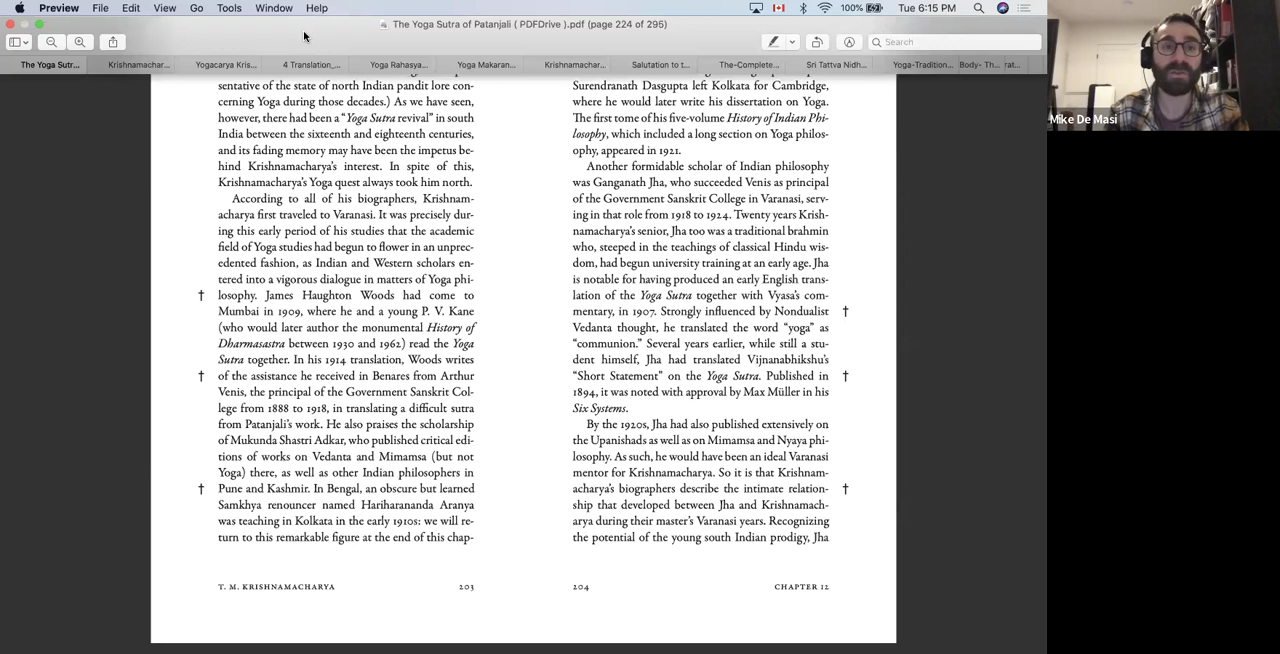 Preview File Edit View Go Tools Window Help 100% Tue 6:15 PM
The Yoga Sutra of Patanjali ( PDFDrive ).pdf (page 224 of 295)
Search
The Yoga Sutr... Krishnamachar... Yogacarya Kris... 4 Translation_... Yoga Rahasya... Yoga Makaran... Krishnamachar... Salutation to t... The-Complete... Sri Tattva Nidh... Yoga-Tradition... Body- Th... rat...
Mike De Masi
sentative of the state of north Indian pandit lore con-
cerning Yoga during those decades.) As we have seen,
however, there had been a “Yoga Sutra revival” in south
India between the sixteenth and eighteenth centuries,
and its fading memory may have been the impetus be-
hind Krishnamacharya’s interest. In spite of this,
Krishnamacharya’s Yoga quest always took him north.
According to all of his biographers, Krishnam-
acharya first traveled to Varanasi. It was precisely dur-
ing this early period of his studies that the academic
field of Yoga studies had begun to flower in an unprec-
edented fashion, as Indian and Western scholars en-
tered into a vigorous dialogue in matters of Yoga phi-
† losophy. James Haughton Woods had come to
Mumbai in 1909, where he and a young P. V. Kane
(who would later author the monumental History of
Dharmasastra between 1930 and 1962) read the Yoga
Sutra together. In his 1914 translation, Woods writes
† of the assistance he received in Benares from Arthur
Venis, the principal of the Government Sanskrit Col-
lege from 1888 to 1918, in translating a difficult sutra
from Patanjali’s work. He also praises the scholarship
of Mukunda Shastri Adkar, who published critical edi-
tions of works on Vedanta and Mimamsa (but not
Yoga) there, as well as other Indian philosophers in
† Pune and Kashmir. In Bengal, an obscure but learned
Samkhya renouncer named Hariharananda Aranya
was teaching in Kolkata in the early 1910s: we will re-
turn to this remarkable figure at the end of this chap-
T. M. KRISHNAMACHARYA 203
Surendranath Dasgupta left Kolkata for Cambridge,
where he would later write his dissertation on Yoga.
The first tome of his five-volume History of Indian Phi-
losophy, which included a long section on Yoga philos-
ophy, appeared in 1921.
Another formidable scholar of Indian philosophy
was Ganganath Jha, who succeeded Venis as principal
of the Government Sanskrit College in Varanasi, serv-
ing in that role from 1918 to 1924. Twenty years Krish-
namacharya’s senior, Jha too was a traditional brahmin
who, steeped in the teachings of classical Hindu wis-
dom, had begun university training at an early age. Jha
is notable for having produced an early English trans-
lation of the Yoga Sutra together with Vyasa’s com-
mentary, in 1907. Strongly influenced by Nondualist †
Vedanta thought, he translated the word “yoga” as
“communion.” Several years earlier, while still a stu-
dent himself, Jha had translated Vijnanabhikshu’s
“Short Statement” on the Yoga Sutra. Published in †
1894, it was noted with approval by Max Müller in his
Six Systems.
By the 1920s, Jha had also published extensively on
the Upanishads as well as on Mimamsa and Nyaya phi-
losophy. As such, he would have been an ideal Varanasi
mentor for Krishnamacharya. So it is that Krishnam-
acharya’s biographers describe the intimate relation- †
ship that developed between Jha and Krishnamach-
arya during their master’s Varanasi years. Recognizing
the potential of the young south Indian prodigy, Jha
204 CHAPTER 12